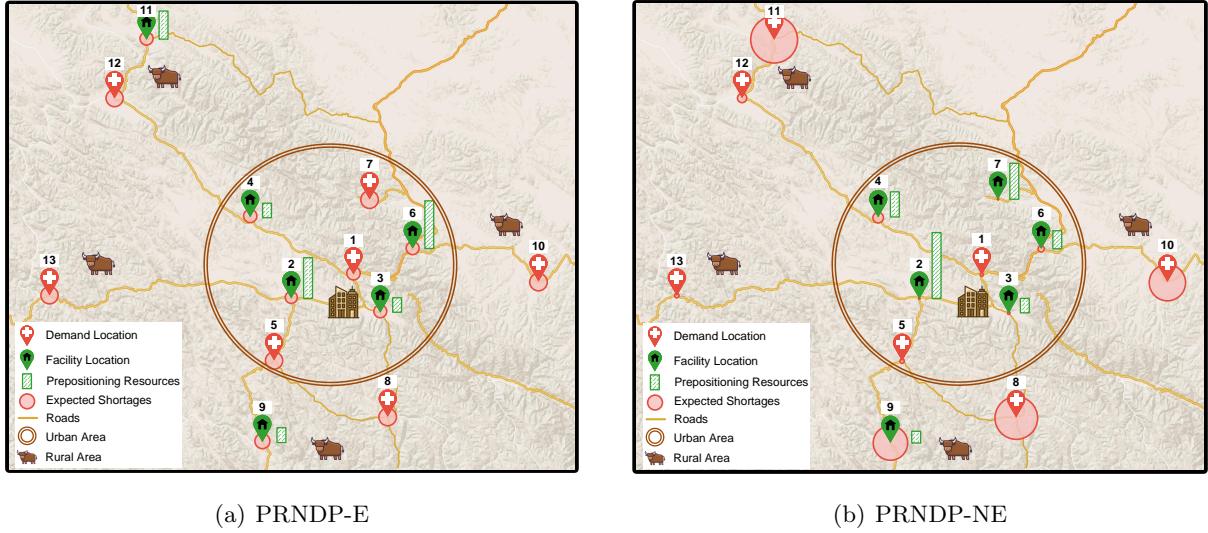 11
12
4
7
6
10
1
13
2
3
5
8
9
Demand Location
Facility Location
Prepositioning Resources
Expected Shortages
Roads
Urban Area
Rural Area
(a) PRNDP-E
11
12
7
4
6
10
1
13
2
3
5
8
9
Demand Location
Facility Location
Prepositioning Resources
Expected Shortages
Roads
Urban Area
Rural Area
(b) PRNDP-NE